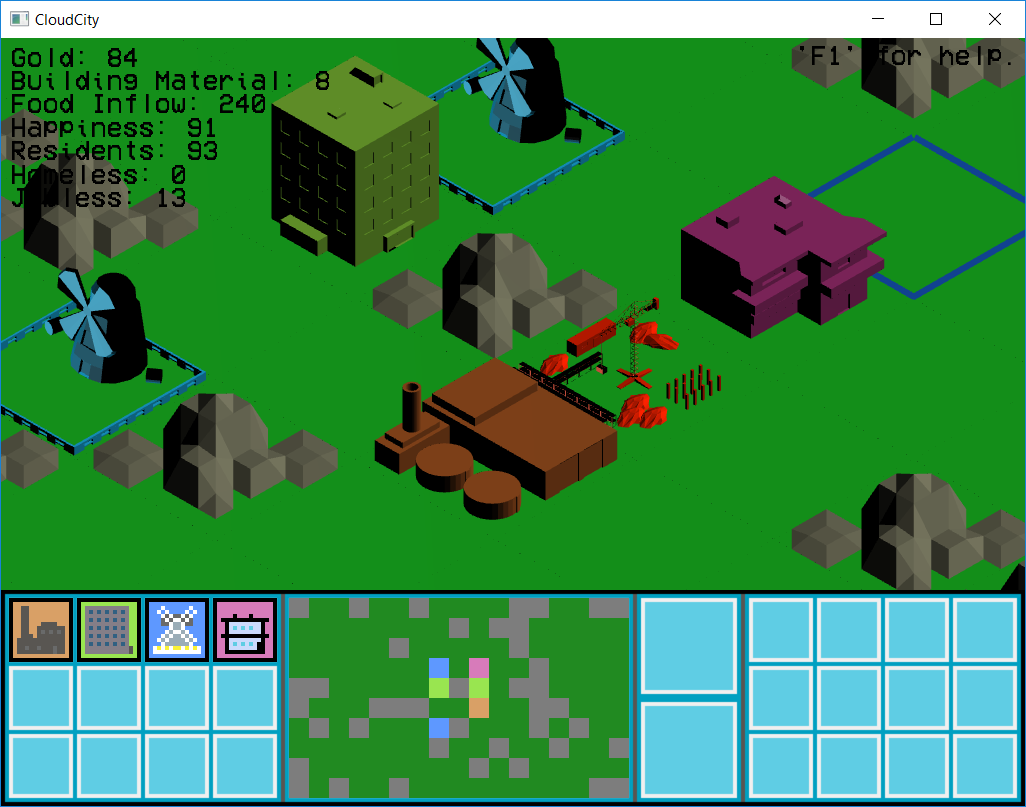 CloudCity
Gold: 84
'F1' for help.
Building Material: 8
Food Inflow: 240
Happiness: 91
Residents: 93
Homeless: 0
Jobless: 13